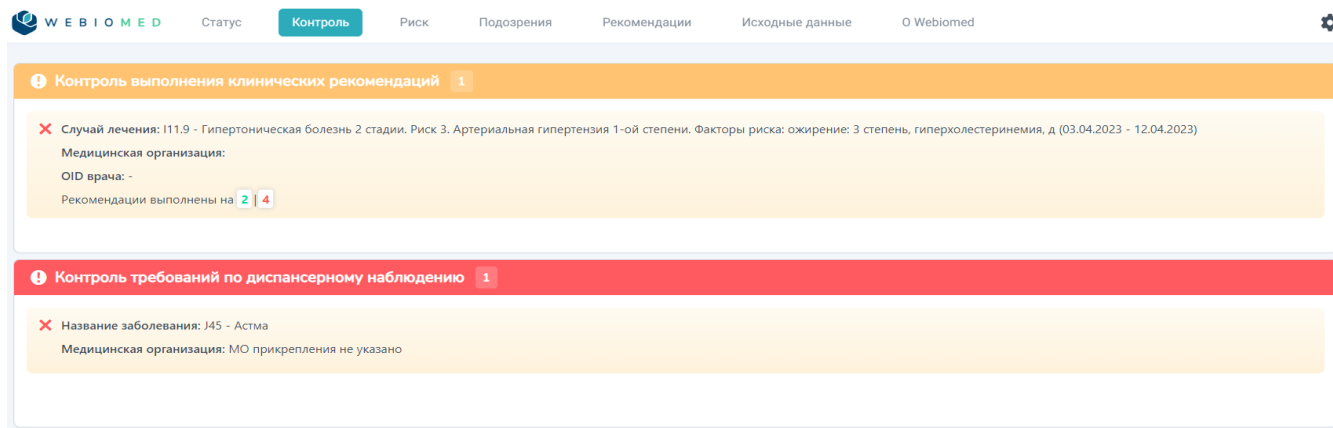 WEBIOMED Статус Контроль Риск Подозрения Рекомендации Исходные данные О Webiomed
Контроль выполнения клинических рекомендаций 1
Случай лечения: I11.9 - Гипертоническая болезнь 2 стадии. Риск 3. Артериальная гипертензия 1-ой степени. Факторы риска: ожирение: 3 степень, гиперхолестеринемия, д (03.04.2023 - 12.04.2023)
Медицинская организация:
OID врача: -
Рекомендации выполнены на 2 | 4
Контроль требований по диспансерному наблюдению 1
Название заболевания: J45 - Астма
Медицинская организация: МО прикрепления не указано